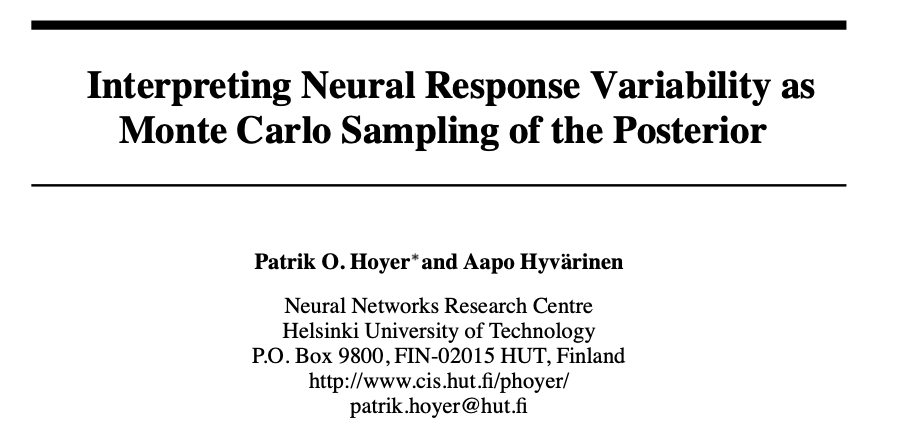 Interpreting Neural Response Variability as
Monte Carlo Sampling of the Posterior
Patrik O. Hoyer*and Aapo Hyvärinen
Neural Networks Research Centre
Helsinki University of Technology
P.O. Box 9800, FIN-02015 HUT, Finland
http://www.cis.hut.fi/phoyer/
patrik.hoyer@hut.fi